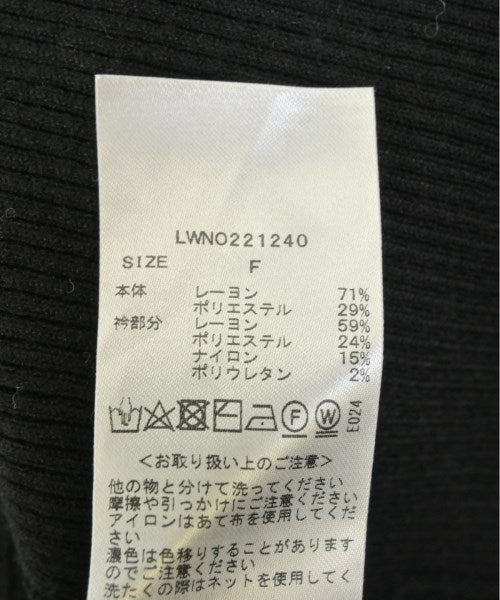 LWNO221240
SIZE F
本体 レーヨン 71%
ポリエステル 29%
衿部分 レーヨン 59%
ポリエステル 24%
ナイロン 15%
ポリウレタン 2%
F W E024
<お取り扱い上のご注意>
他の物と分けて洗ってください
摩擦や引っかけにご注意ください
アイロンはあて布を使用してくだ
さい
濃色は色移りすることがあります
のでご注意ください
洗たくの際はネットを使用してく